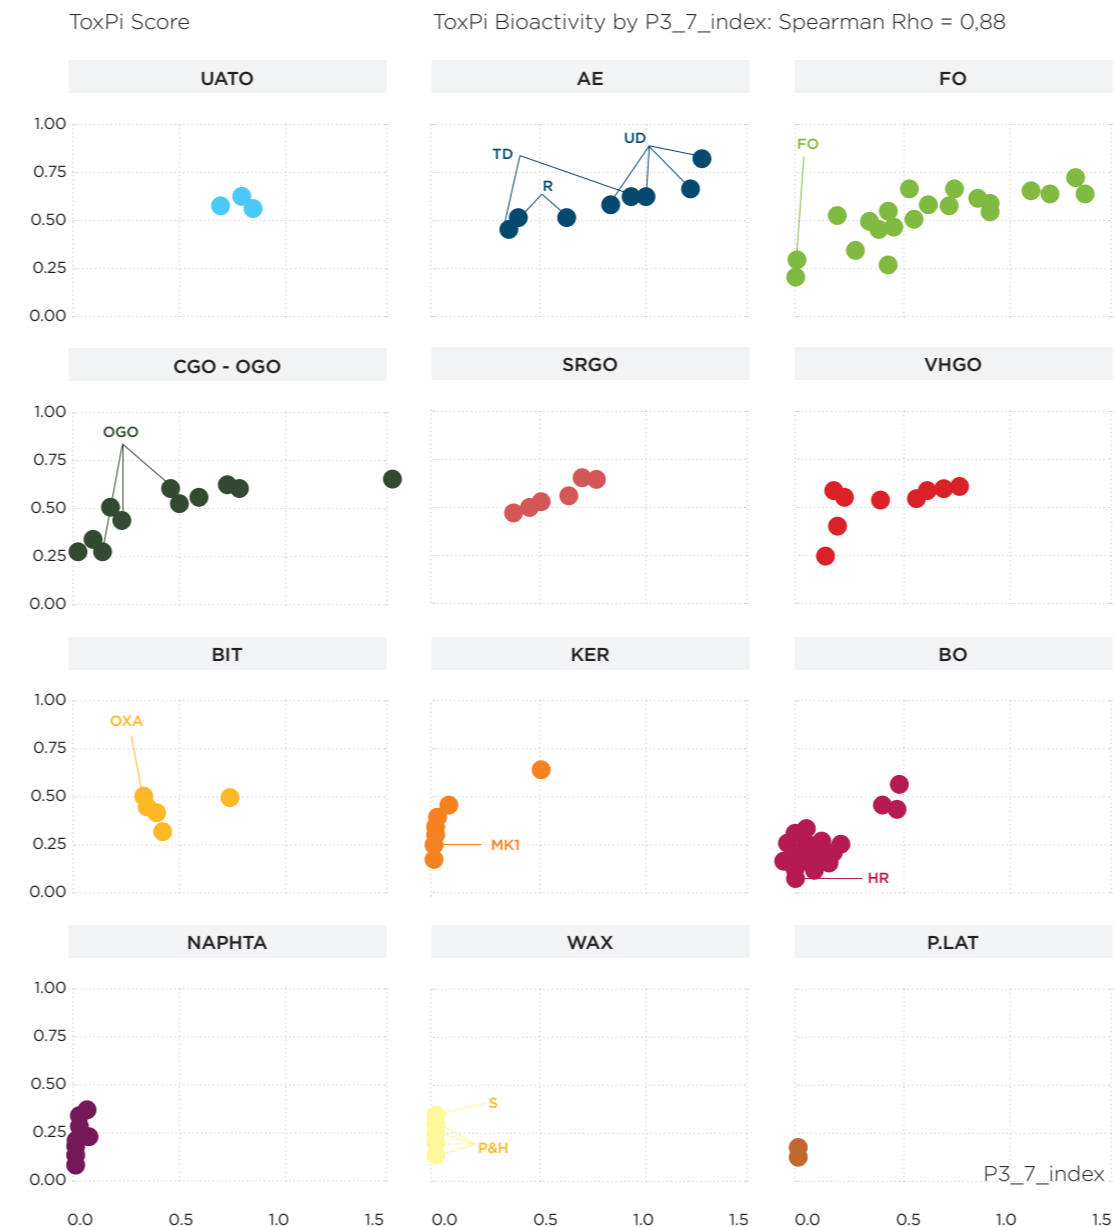 ToxPi Score
ToxPi Bioactivity by P3_7_index: Spearman Rho = 0,88
UATO
AE
FO
1.00
0.75
0.50
0.25
0.00
TD
R
UD
FO
CGO - OGO
SRGO
VHGO
1.00
0.75
0.50
0.25
0.00
OGO
BIT
KER
BO
1.00
0.75
0.50
0.25
0.00
OXA
MK1
HR
NAPHTA
WAX
P.LAT
1.00
0.75
0.50
0.25
0.00
S
P&H
P3_7_index
0.0 0.5 1.0 1.5
0.0 0.5 1.0 1.5
0.0 0.5 1.0 1.5